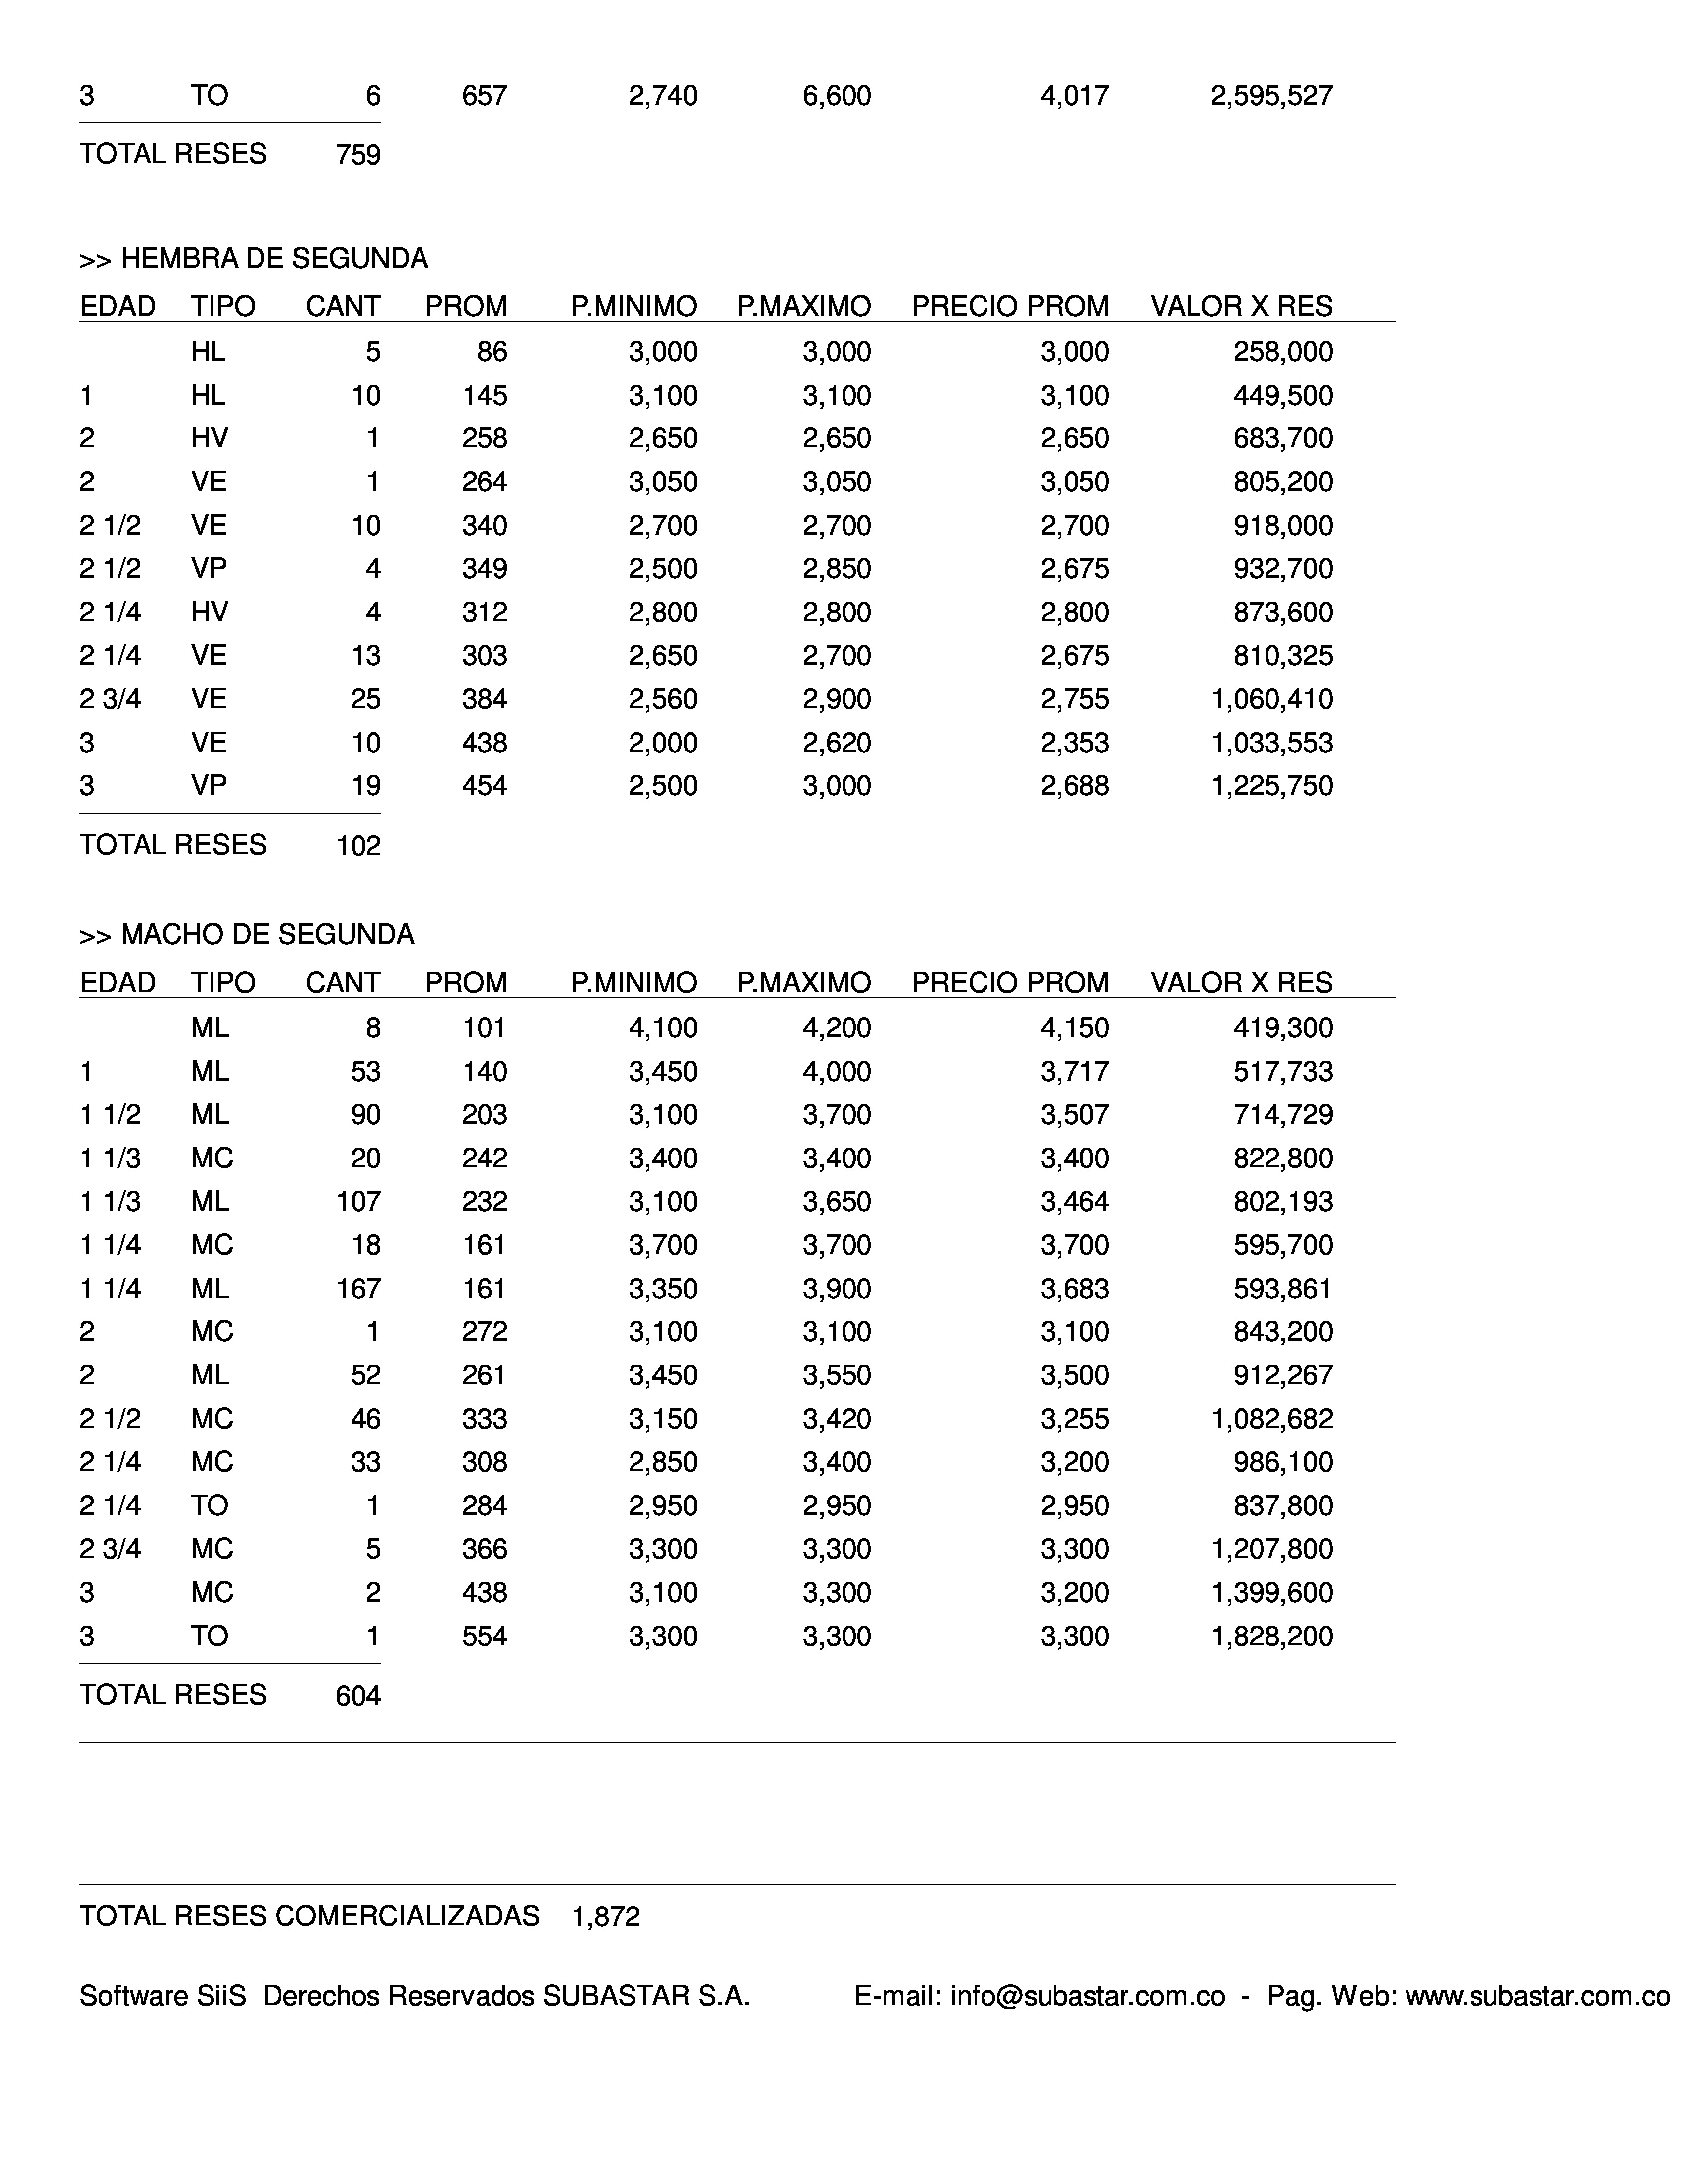 3 TO 6 657 2,740 6,600 4,017 2,595,527
TOTAL RESES 759
>> HEMBRA DE SEGUNDA
EDAD TIPO CANT PROM P.MINIMO P.MAXIMO PRECIO PROM VALOR X RES
HL 5 86 3,000 3,000 3,000 258,000
1 HL 10 145 3,100 3,100 3,100 449,500
2 HV 1 258 2,650 2,650 2,650 683,700
2 VE 1 264 3,050 3,050 3,050 805,200
2 1/2 VE 10 340 2,700 2,700 2,700 918,000
2 1/2 VP 4 349 2,500 2,850 2,675 932,700
2 1/4 HV 4 312 2,800 2,800 2,800 873,600
2 1/4 VE 13 303 2,650 2,700 2,675 810,325
2 3/4 VE 25 384 2,560 2,900 2,755 1,060,410
3 VE 10 438 2,000 2,620 2,353 1,033,553
3 VP 19 454 2,500 3,000 2,688 1,225,750
TOTAL RESES 102
>> MACHO DE SEGUNDA
EDAD TIPO CANT PROM P.MINIMO P.MAXIMO PRECIO PROM VALOR X RES
ML 8 101 4,100 4,200 4,150 419,300
1 ML 53 140 3,450 4,000 3,717 517,733
1 1/2 ML 90 203 3,100 3,700 3,507 714,729
1 1/3 MC 20 242 3,400 3,400 3,400 822,800
1 1/3 ML 107 232 3,100 3,650 3,464 802,193
1 1/4 MC 18 161 3,700 3,700 3,700 595,700
1 1/4 ML 167 161 3,350 3,900 3,683 593,861
2 MC 1 272 3,100 3,100 3,100 843,200
2 ML 52 261 3,450 3,550 3,500 912,267
2 1/2 MC 46 333 3,150 3,420 3,255 1,082,682
2 1/4 MC 33 308 2,850 3,400 3,200 986,100
2 1/4 TO 1 284 2,950 2,950 2,950 837,800
2 3/4 MC 5 366 3,300 3,300 3,300 1,207,800
3 MC 2 438 3,100 3,300 3,200 1,399,600
3 TO 1 554 3,300 3,300 3,300 1,828,200
TOTAL RESES 604
TOTAL RESES COMERCIALIZADAS 1,872
Software SiiS Derechos Reservados SUBASTAR S.A. E-mail: info@subastar.com.co - Pag. Web: www.subastar.com.co